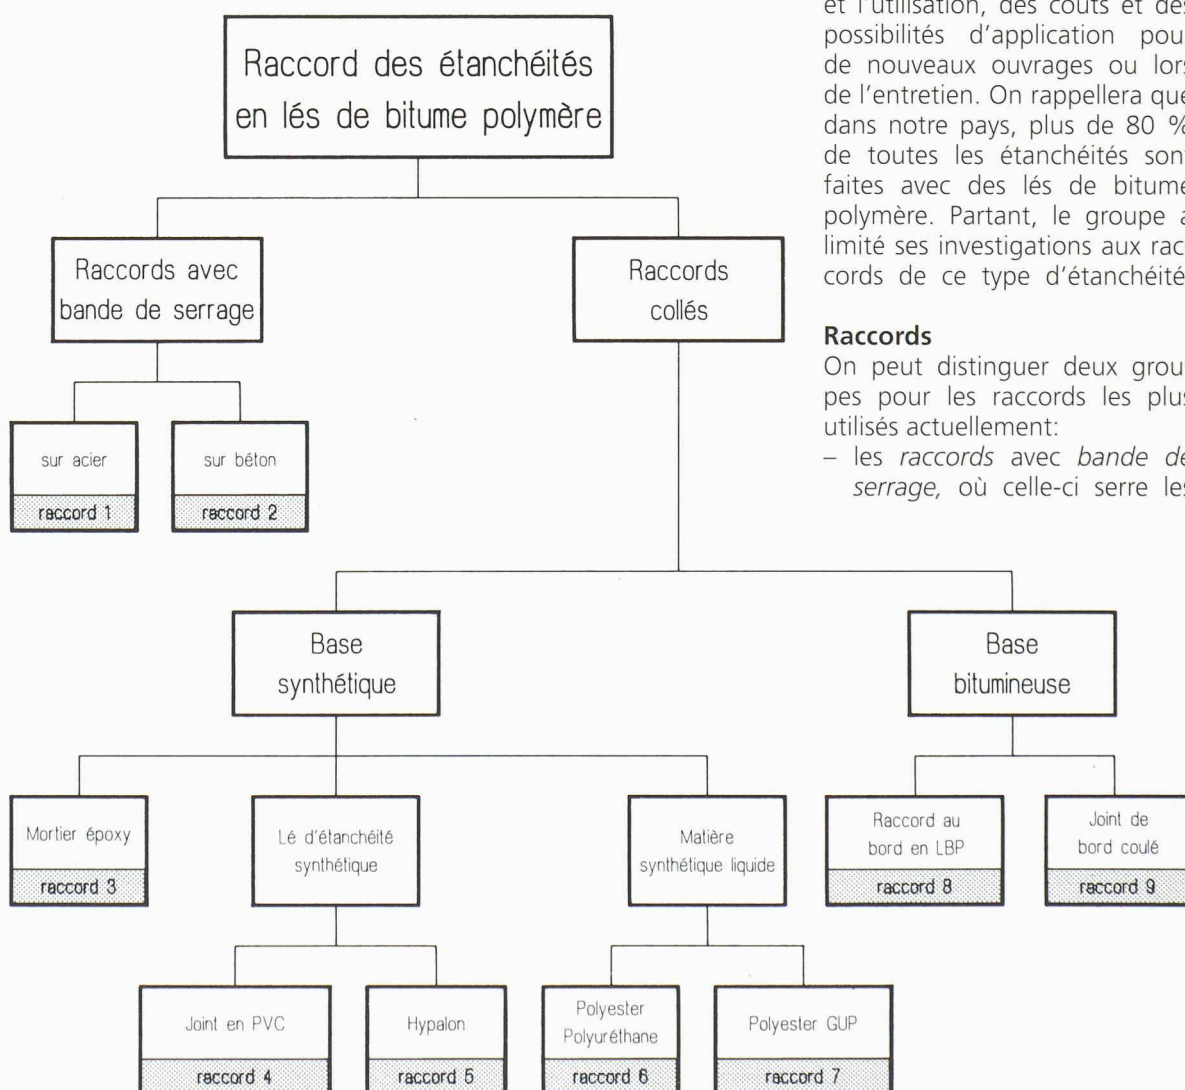 Raccord des étanchéités
en lés de bitume polymère
Raccords avec
bande de serrage
Raccords
collés
sur acier
raccord 1
sur béton
raccord 2
Base
synthétique
Base
bitumineuse
Mortier époxy
raccord 3
Lé d'étanchéité
synthétique
Matière
synthétique liquide
Raccord au
bord en LBP
raccord 8
Joint de
bord coulé
raccord 9
Joint en PVC
raccord 4
Hypalon
raccord 5
Polyester
Polyuréthane
raccord 6
Polyester GUP
raccord 7
et l'utilisation, des coûts et des
possibilités d'application pou
de nouveaux ouvrages ou lors
de l'entretien. On rappellera que
dans notre pays, plus de 80 %
de toutes les étanchéités son
faites avec des lés de bitume
polymère. Partant, le groupe a
limité ses investigations aux rac
cords de ce type d'étanchéité
Raccords
On peut distinguer deux grou
pes pour les raccords les plus
utilisés actuellement:
– les raccords avec bande de
serrage, où celle-ci serre les